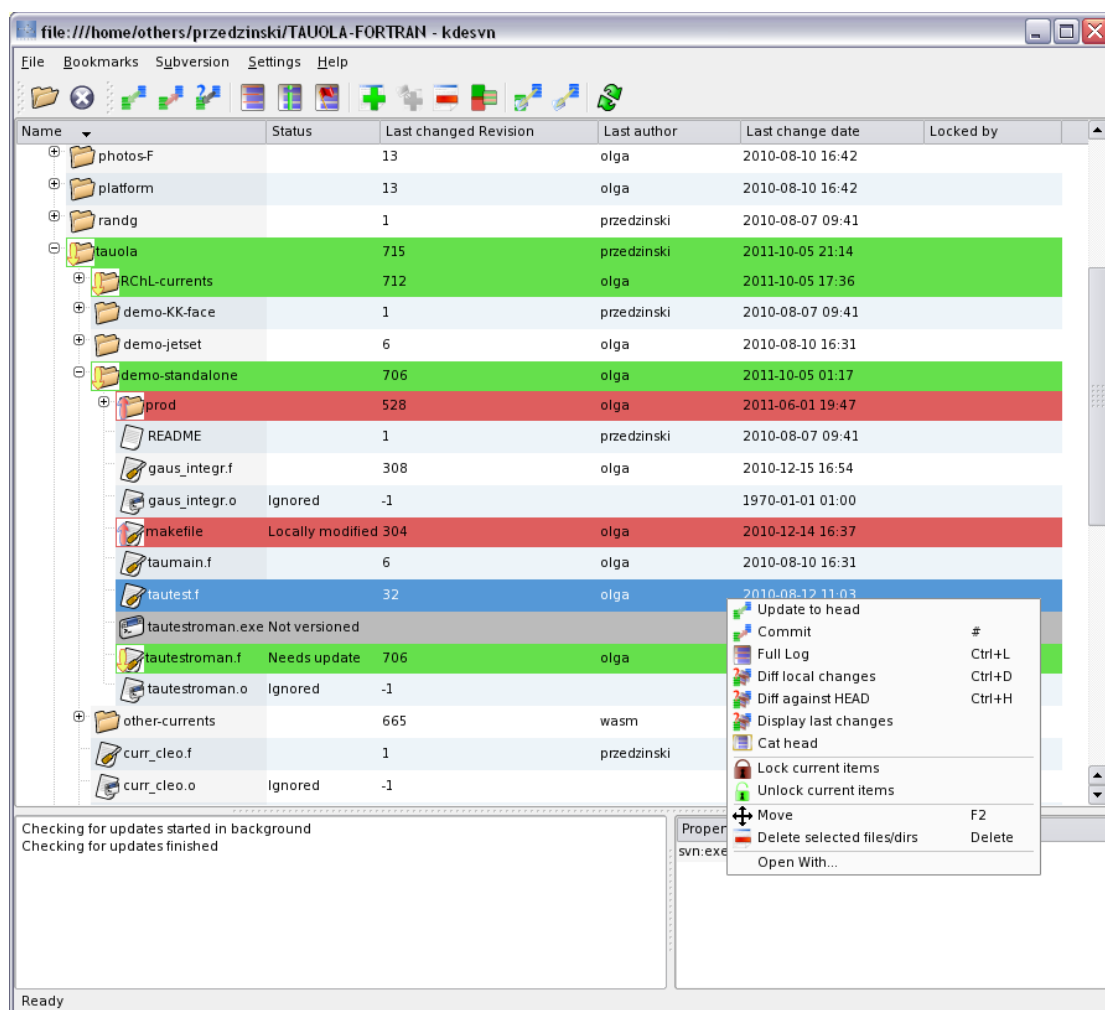 file:///home/others/przedzinski/TAUOLA-FORTRAN - kdesvn
File Bookmarks Subversion Settings Help
Name Status Last changed Revision Last author Last change date Locked by
photos-F 13 olga 2010-08-10 16:42
platform 13 olga 2010-08-10 16:42
randg 1 przedzinski 2010-08-07 09:41
tauola 715 przedzinski 2011-10-05 21:14
RChL-currents 712 olga 2011-10-05 17:36
demo-KK-face 1 przedzinski 2010-08-07 09:41
demo-jetset 6 olga 2010-08-10 16:31
demo-standalone 706 olga 2011-10-05 01:17
prod 528 olga 2011-06-01 19:47
README 1 przedzinski 2010-08-07 09:41
gaus_integr.f 308 olga 2010-12-15 16:54
gaus_integr.o Ignored -1 1970-01-01 01:00
makefile Locally modified 304 olga 2010-12-14 16:37
taumain.f 6 olga 2010-08-10 16:31
tautest.f 32 olga 2010-08-12 11:03
tautestroman.exe Not versioned
tautestroman.f Needs update 706 olga
tautestroman.o Ignored -1
other-currents 665 wasm
curr_cleo.f 1 przedzinski
curr_cleo.o Ignored -1
Update to head
Commit #
Full Log Ctrl+L
Diff local changes Ctrl+D
Diff against HEAD Ctrl+H
Display last changes
Cat head
Lock current items
Unlock current items
Move F2
Delete selected files/dirs Delete
Open With...
Checking for updates started in background
Checking for updates finished
Proper
svn:exe
Ready